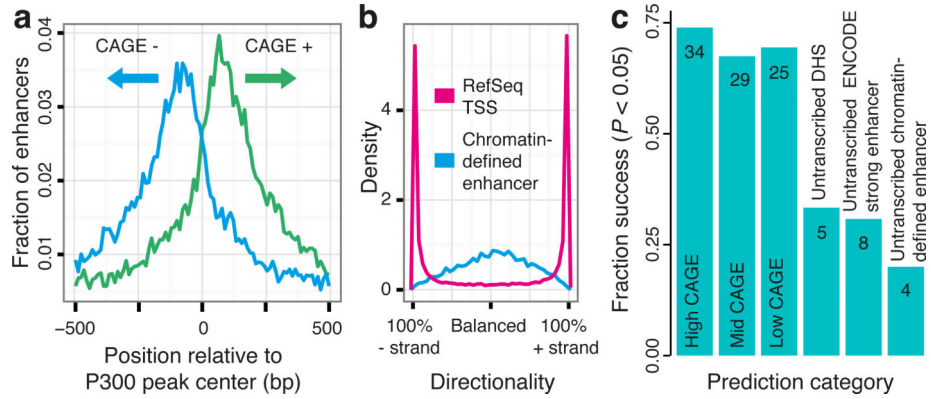 a
CAGE -
CAGE +
Fraction of enhancers
0.04
0.03
0.02
0.01
−500
0
500
Position relative to
P300 peak center (bp)
b
RefSeq
TSS
Chromatin-
defined
enhancer
Density
4
2
0
100%
- strand
Balanced
100%
+ strand
Directionality
c
Fraction success (P < 0.05)
0.75
0.50
0.25
0.00
34
High CAGE
29
Mid CAGE
25
Low CAGE
5
Untranscribed DHS
8
Untranscribed ENCODE
strong enhancer
4
Untranscribed chromatin-
defined enhancer
Prediction category